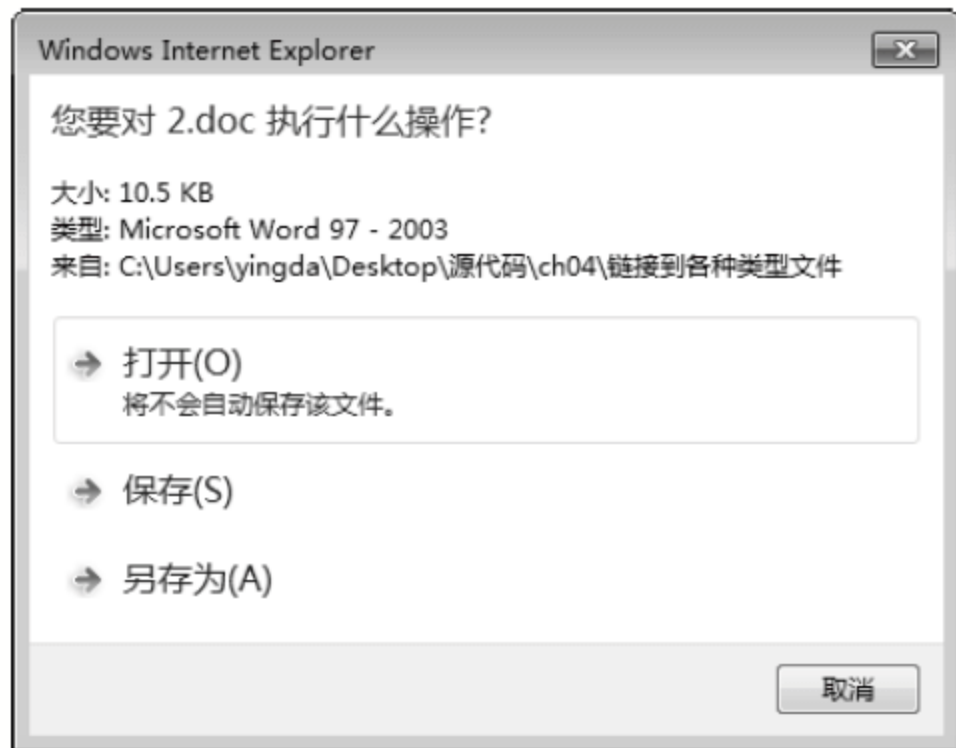 Windows Internet Explorer
您要对 2.doc 执行什么操作?
大小: 10.5 KB
类型: Microsoft Word 97 - 2003
来自: C:\Users\yingda\Desktop\源代码\ch04\链接到各种类型文件
打开(O)
将不会自动保存该文件。
保存(S)
另存为(A)
取消